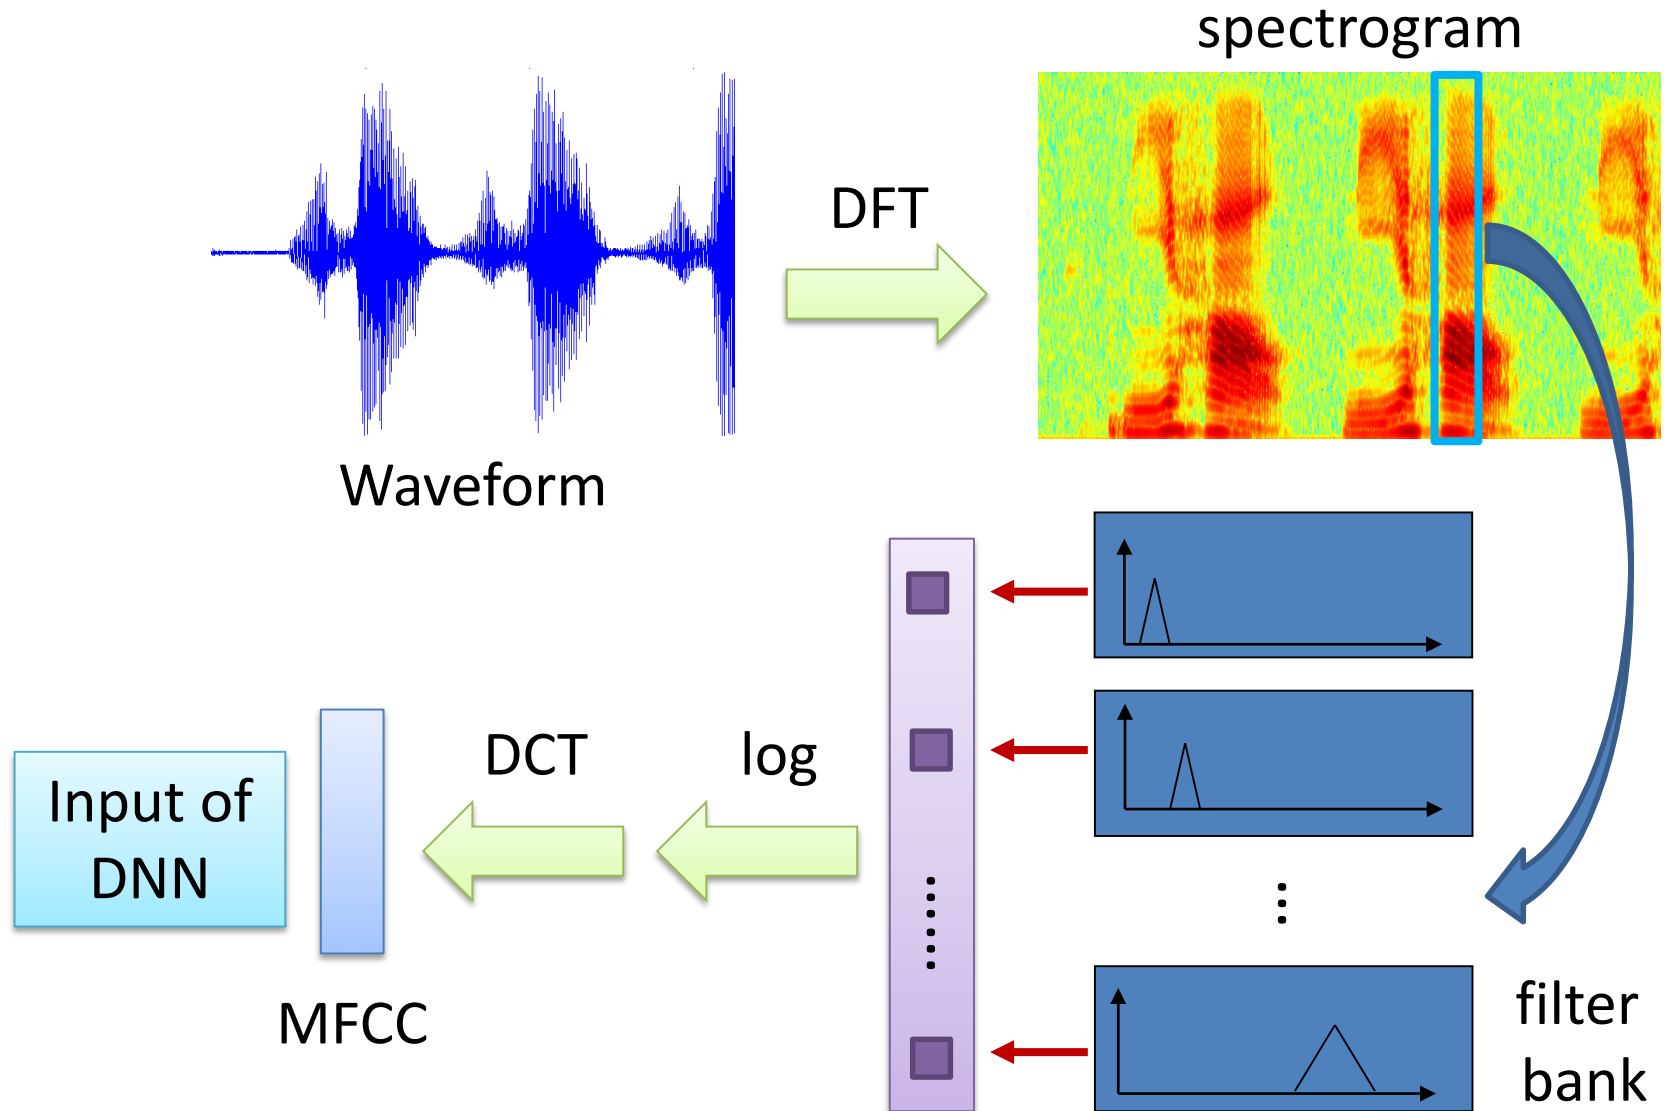 spectrogram
DFT
Waveform
DCT
log
Input of
DNN
MFCC
filter
bank